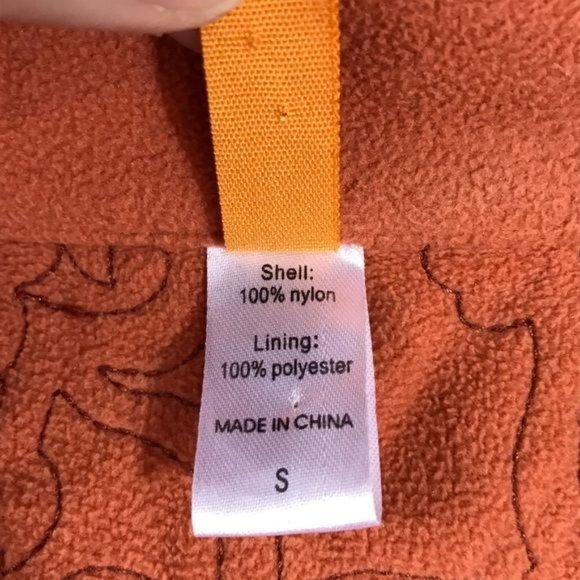 Shell:
100% nylon
Lining:
100% polyester
MADE IN CHINA
S